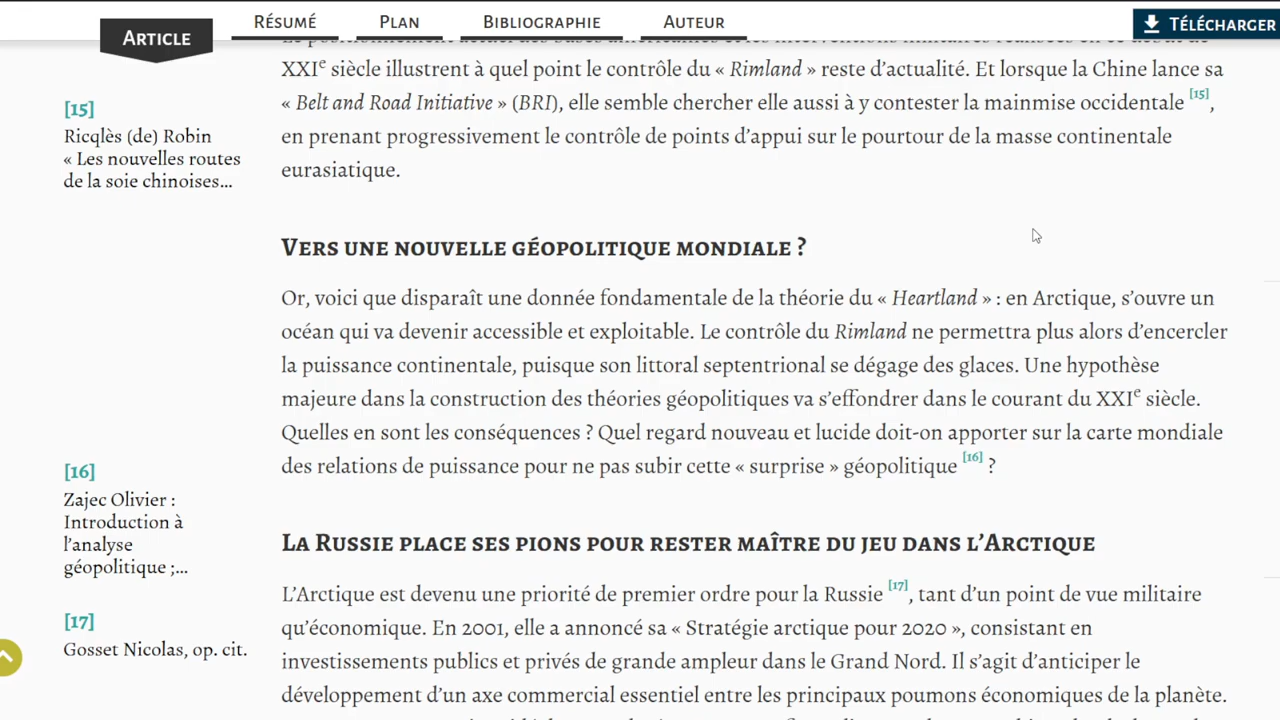 RÉSUMÉ
PLAN
BIBLIOGRAPHIE
AUTEUR
TÉLÉCHARGER
ARTICLE
XXIe siècle illustrent à quel point le contrôle du « Rimland » reste d’actualité. Et lorsque la Chine lance sa
« Belt and Road Initiative » (BRI), elle semble chercher elle aussi à y contester la mainmise occidentale [15],
en prenant progressivement le contrôle de points d’appui sur le pourtour de la masse continentale
eurasiatique.
[15]
Ricqlès (de) Robin
« Les nouvelles routes
de la soie chinoises…
VERS UNE NOUVELLE GÉOPOLITIQUE MONDIALE ?
Or, voici que disparaît une donnée fondamentale de la théorie du « Heartland » : en Arctique, s’ouvre un
océan qui va devenir accessible et exploitable. Le contrôle du Rimland ne permettra plus alors d’encercler
la puissance continentale, puisque son littoral septentrional se dégage des glaces. Une hypothèse
majeure dans la construction des théories géopolitiques va s’effondrer dans le courant du XXIe siècle.
Quelles en sont les conséquences ? Quel regard nouveau et lucide doit-on apporter sur la carte mondiale
des relations de puissance pour ne pas subir cette « surprise » géopolitique [16] ?
[16]
Zajec Olivier :
Introduction à
l’analyse
géopolitique ;…
LA RUSSIE PLACE SES PIONS POUR RESTER MAÎTRE DU JEU DANS L’ARCTIQUE
L’Arctique est devenu une priorité de premier ordre pour la Russie [17], tant d’un point de vue militaire
qu’économique. En 2001, elle a annoncé sa « Stratégie arctique pour 2020 », consistant en
investissements publics et privés de grande ampleur dans le Grand Nord. Il s’agit d’anticiper le
développement d’un axe commercial essentiel entre les principaux poumons économiques de la planète.
[17]
Gosset Nicolas, op. cit.